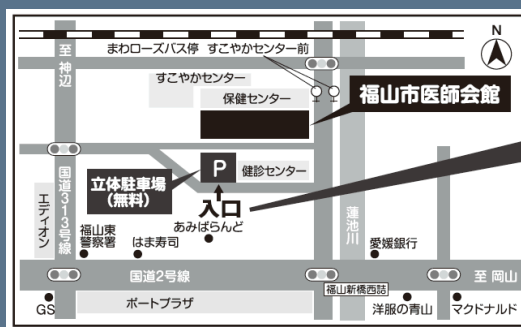 N
まわローズバス停 すこやかセンター前
至神辺
すこやかセンター
保健センター
福山市医師会館
P
健診センター
立体駐車場
(無料)
入口
あみぱらんど
国道313号線
エディオン
福山東
警察署
はま寿司
蓮池川
愛媛銀行
国道2号線
至 岡山
福山新橋西詰
GS
ポートプラザ
洋服の青山
マクドナルド